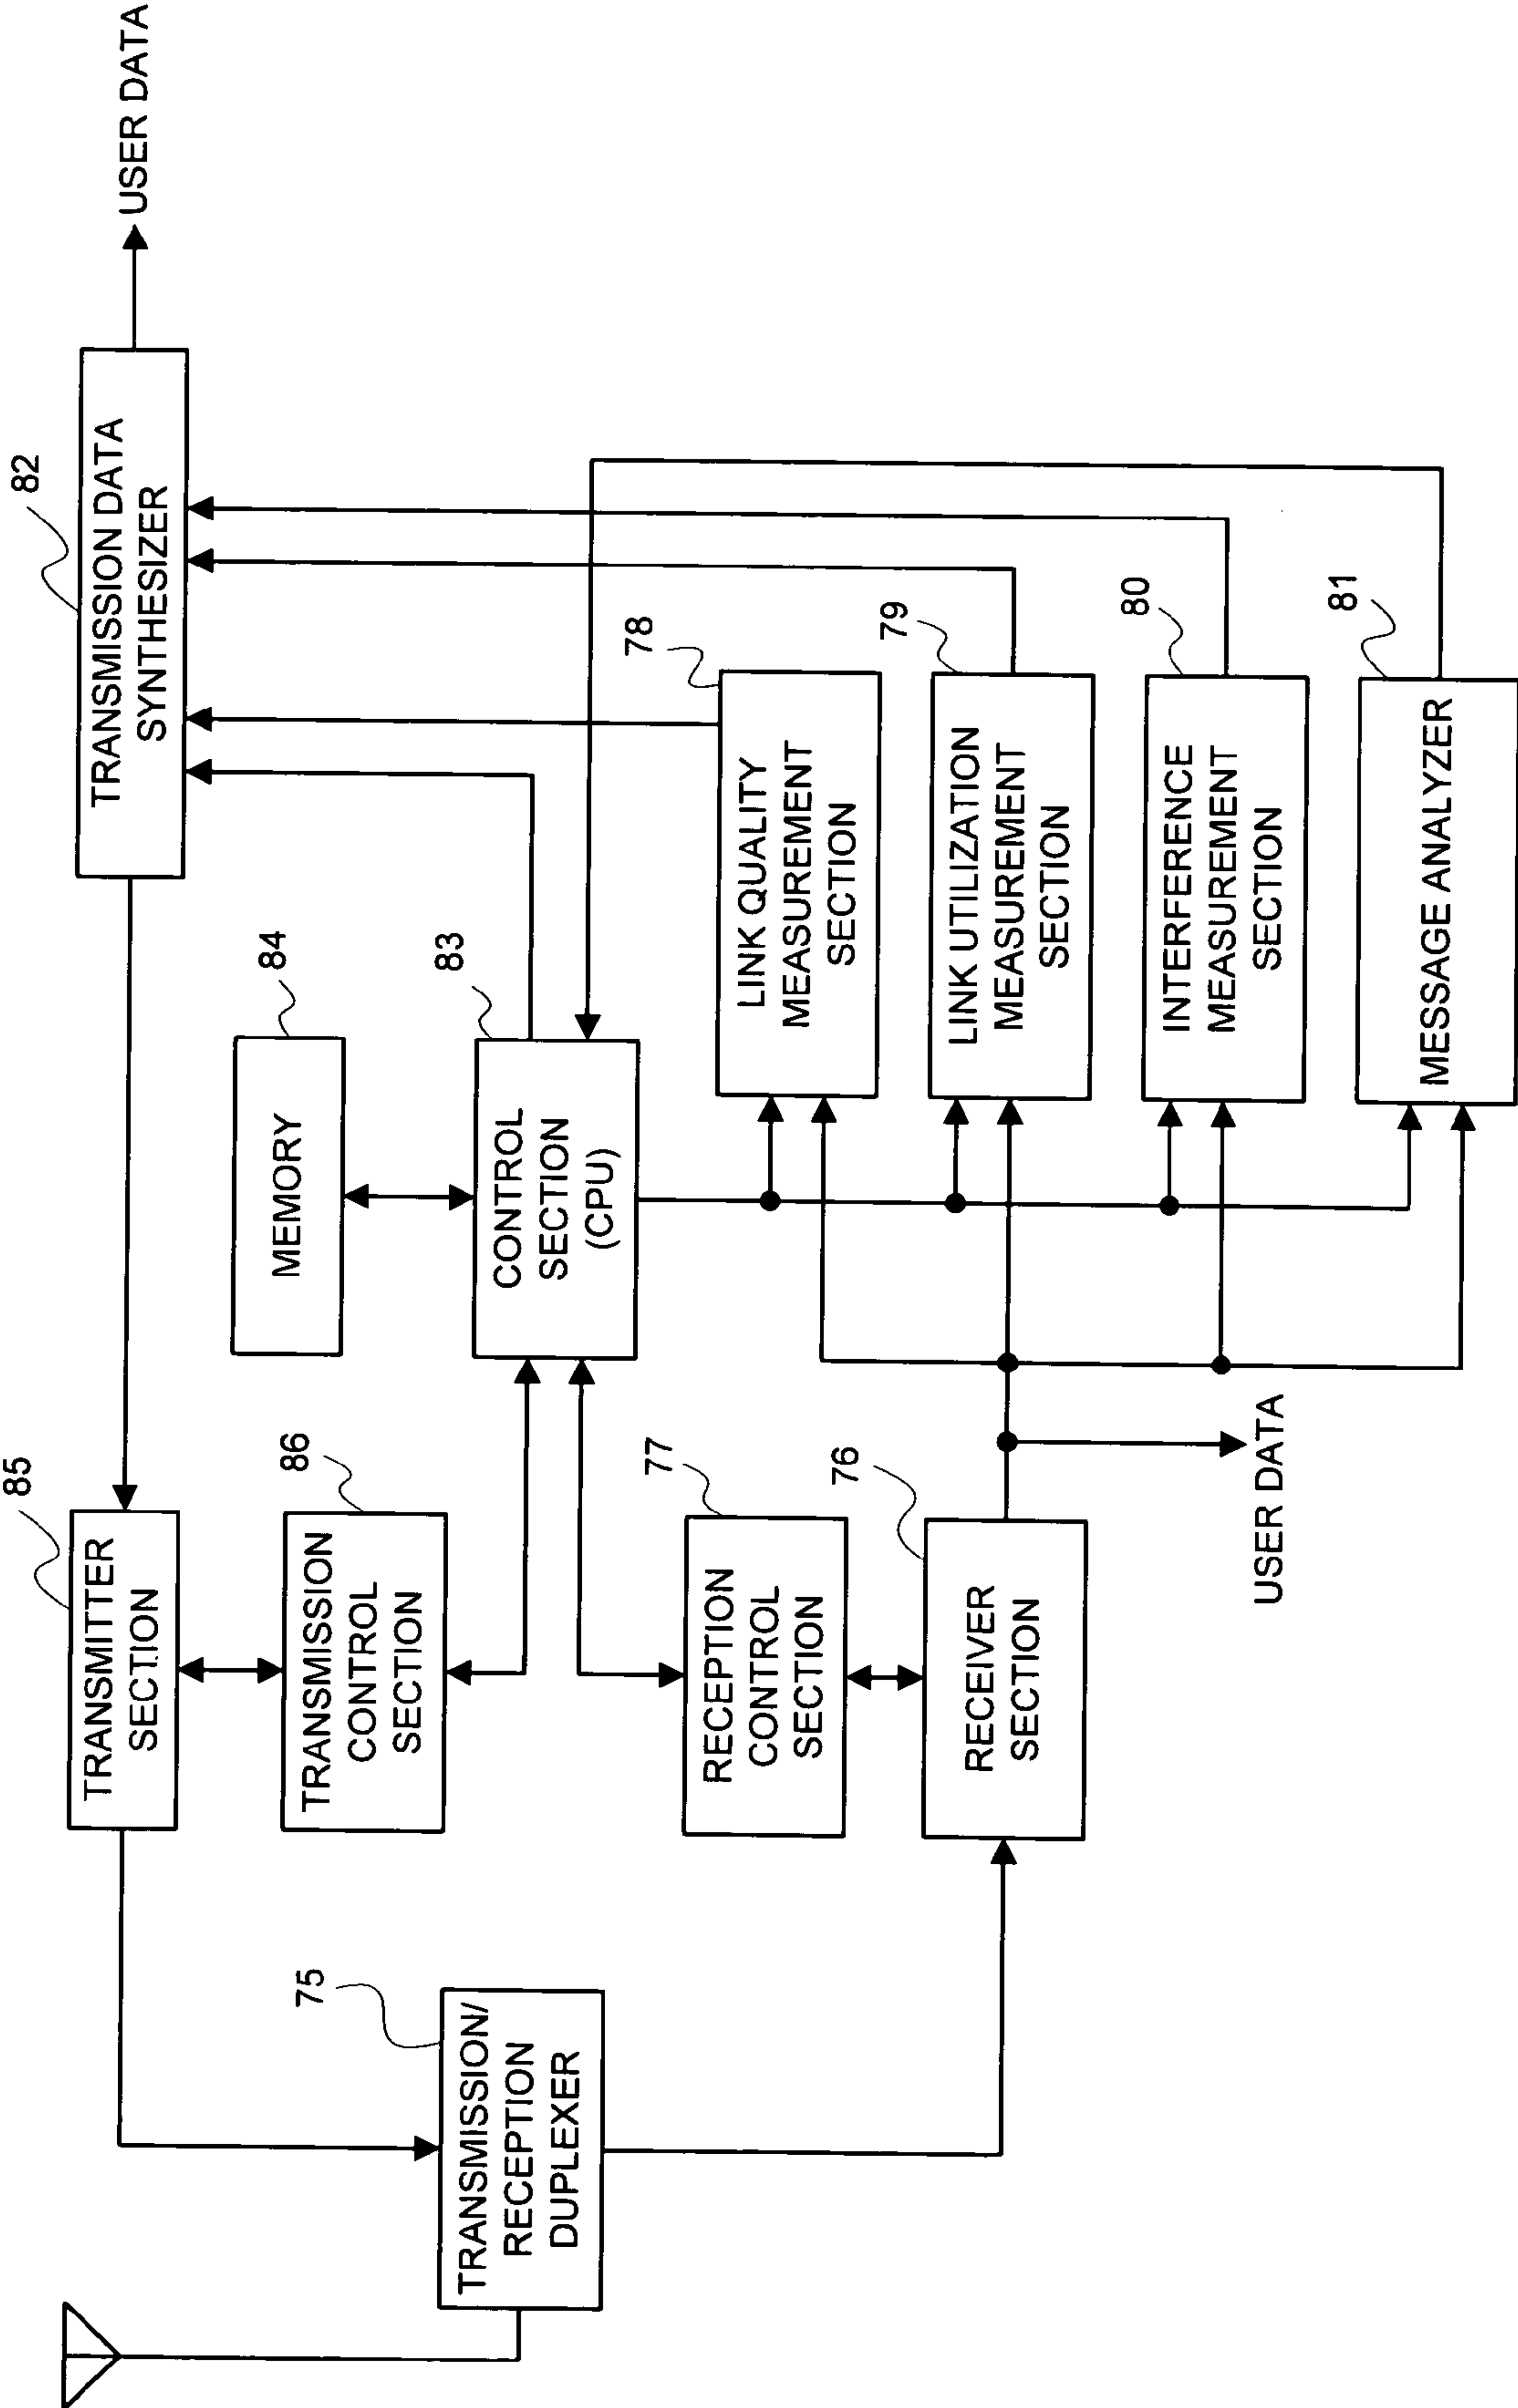 85
TRANSMITTER
SECTION
82
TRANSMISSION DATA
SYNTHESIZER
USER DATA
84
MEMORY
86
TRANSMISSION
CONTROL
SECTION
83
CONTROL
SECTION
(CPU)
75
TRANSMISSION/
RECEPTION
DUPLEXER
77
RECEPTION
CONTROL
SECTION
78
LINK QUALITY
MEASUREMENT
SECTION
76
RECEIVER
SECTION
79
LINK UTILIZATION
MEASUREMENT
SECTION
80
INTERFERENCE
MEASUREMENT
SECTION
USER DATA
81
MESSAGE ANALYZER